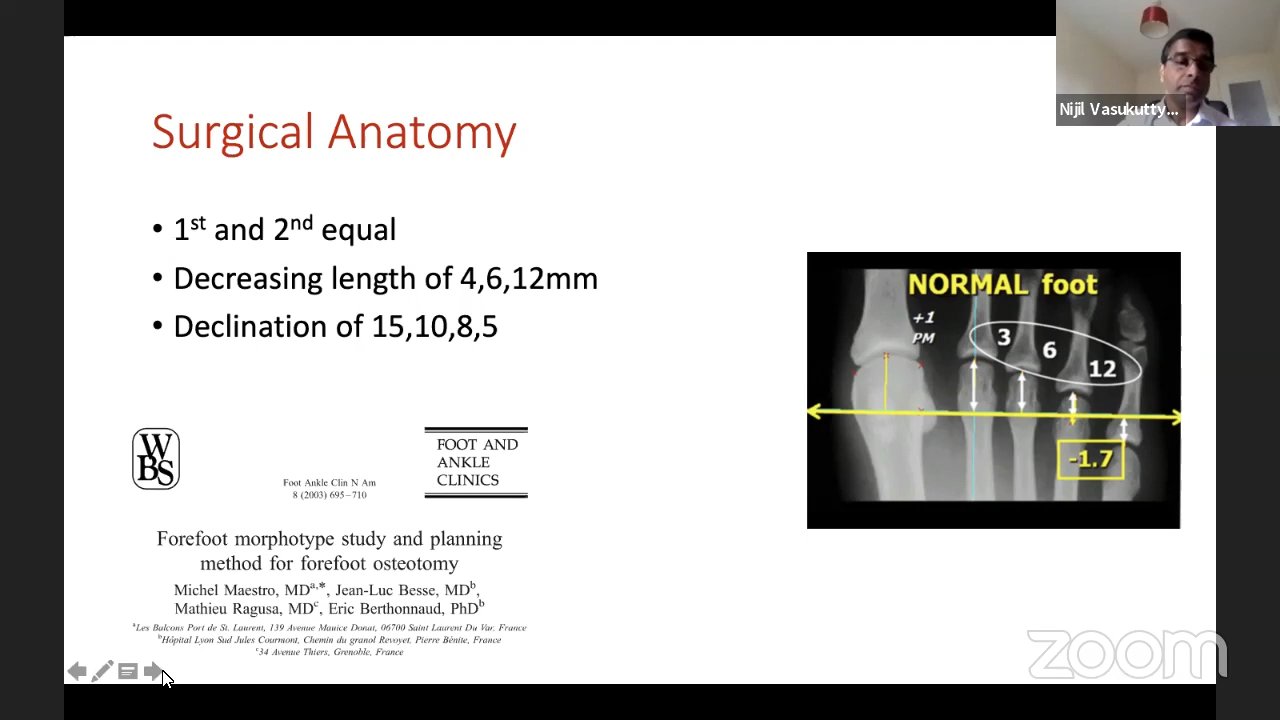 Nijil Vasukutty...
Surgical Anatomy
• 1st and 2nd equal
• Decreasing length of 4,6,12mm
• Declination of 15,10,8,5
NORMAL foot
+1
PM
3
6
12
-1.7
WBS
Foot Ankle Clin N Am
8 (2003) 695–710
FOOT AND
ANKLE
CLINICS
Forefoot morphotype study and planning
method for forefoot osteotomy
Michel Maestro, MDa,*, Jean-Luc Besse, MDb,
Mathieu Ragusa, MDc, Eric Berthonnaud, PhDb
aLes Balcons Port de St. Laurent, 139 Avenue Maurice Donat, 06700 Saint Laurent Du Var, France
bHôpital Lyon Sud Jules Courmont, Chemin du granol Revoyet, Pierre Bénite, France
c34 Avenue Thiers, Grenoble, France
zoom